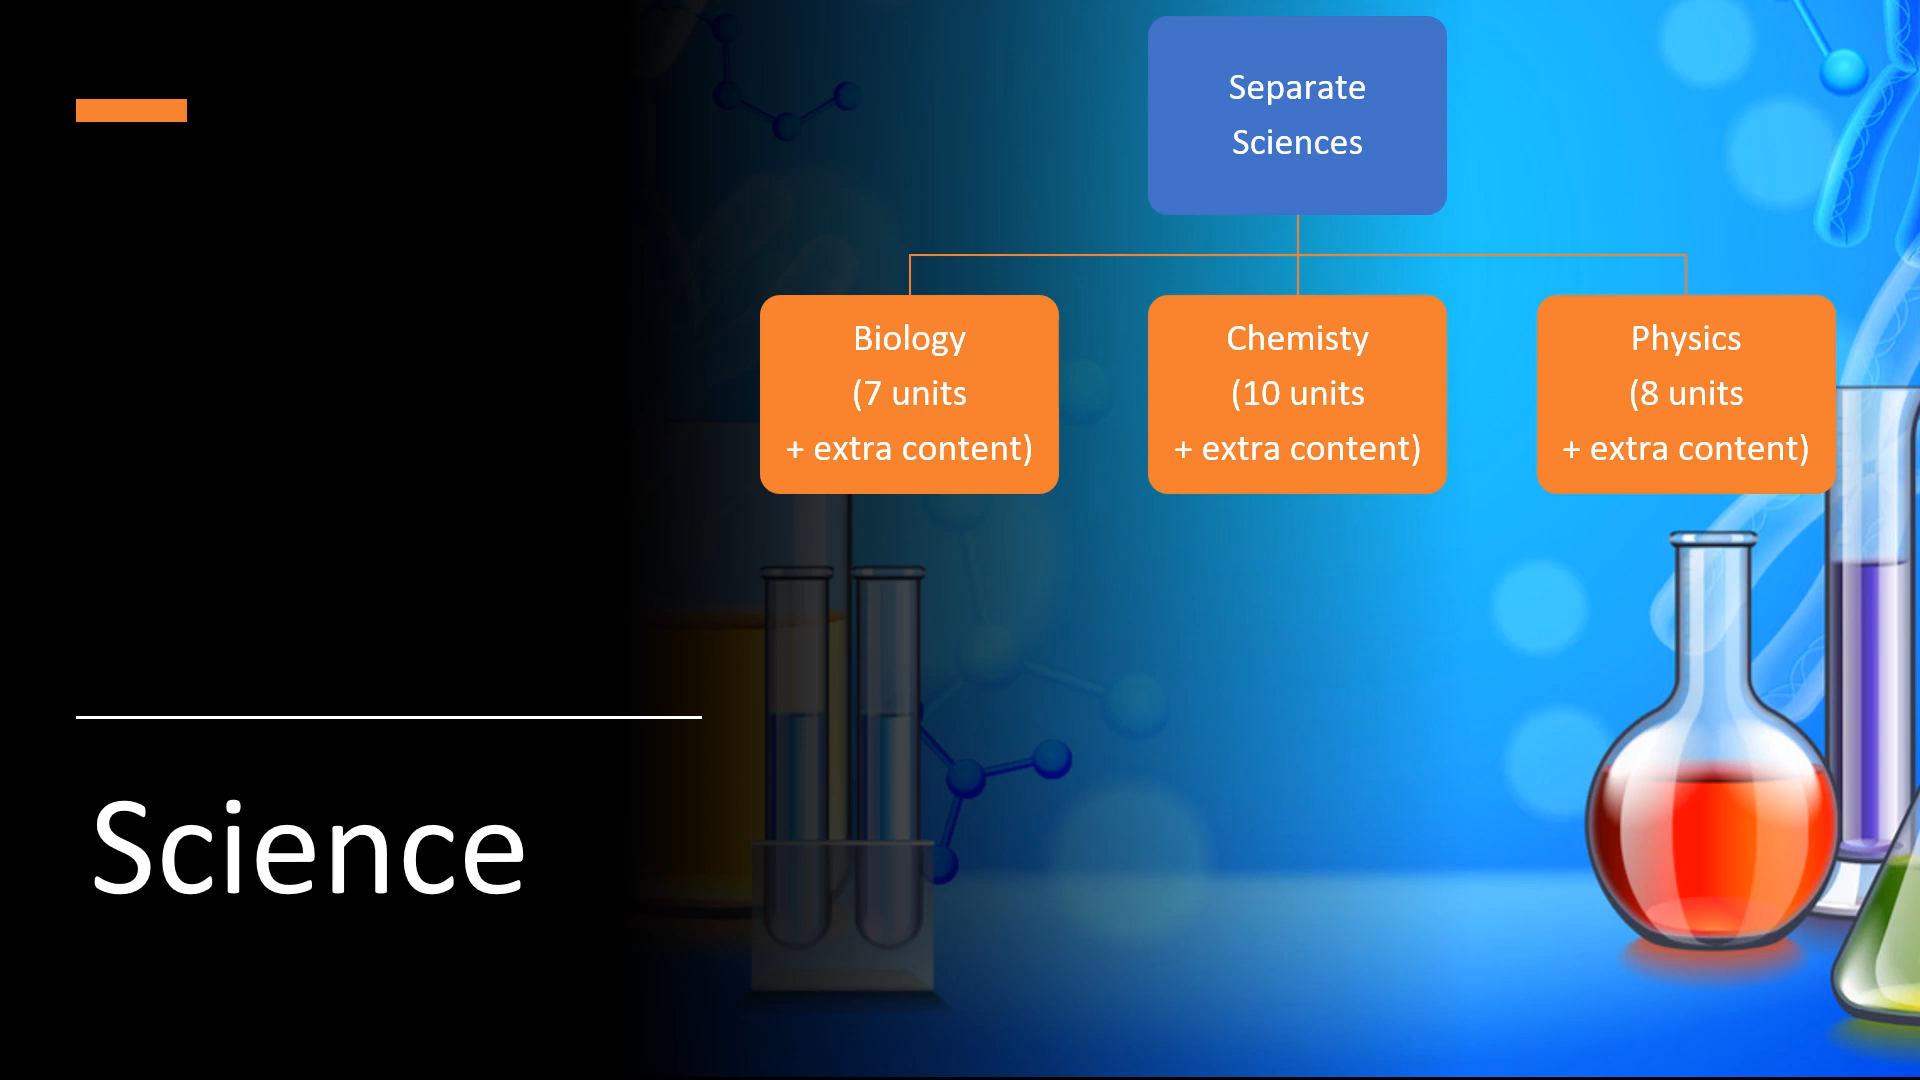 Separate
Sciences
Biology
(7 units
+ extra content)
Chemisty
(10 units
+ extra content)
Physics
(8 units
+ extra content)
Science